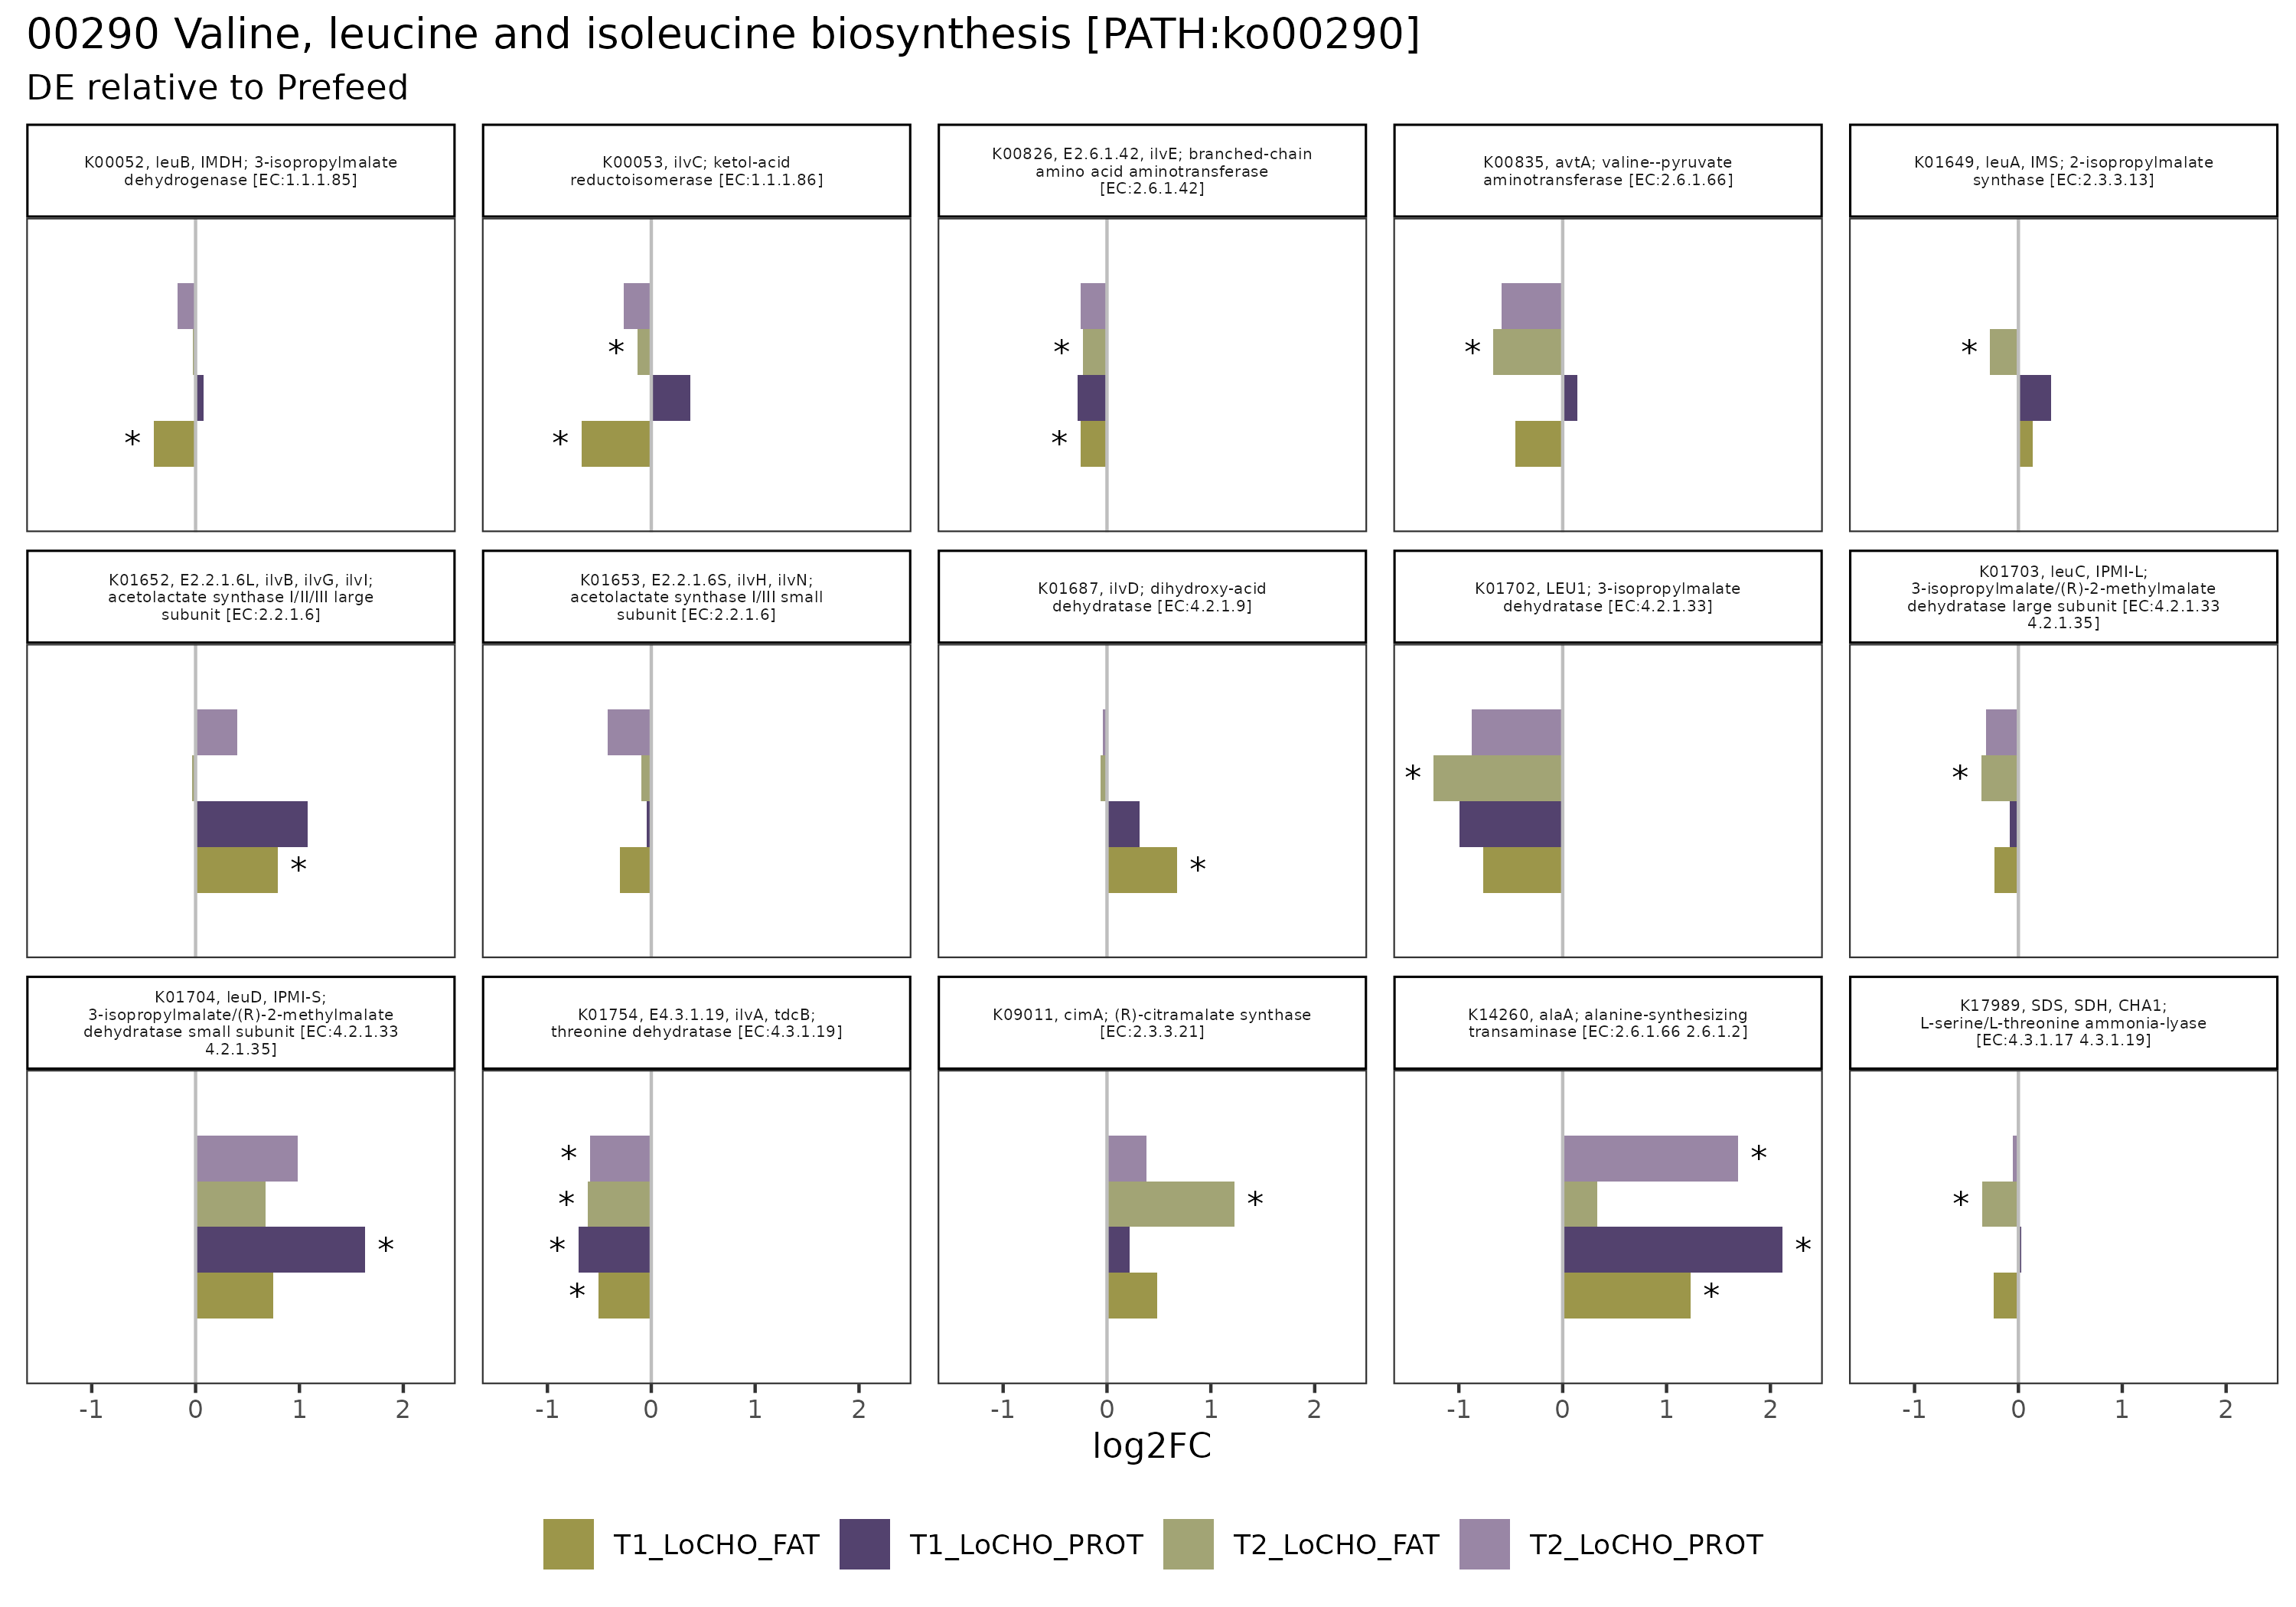 00290 Valine, leucine and isoleucine biosynthesis [PATH:ko00290]
DE relative to Prefeed
K00052, leuB, IMDH; 3-isopropylmalate
dehydrogenase [EC:1.1.1.85]
K00053, ilvC; ketol-acid
reductoisomerase [EC:1.1.1.86]
K00826, E2.6.1.42, ilvE; branched-chain
amino acid aminotransferase
[EC:2.6.1.42]
K00835, avtA; valine--pyruvate
aminotransferase [EC:2.6.1.66]
K01649, leuA, IMS; 2-isopropylmalate
synthase [EC:2.3.3.13]
*
*
*
*
*
*
*
K01652, E2.2.1.6L, ilvB, ilvG, ilvI;
acetolactate synthase I/II/III large
subunit [EC:2.2.1.6]
K01653, E2.2.1.6S, ilvH, ilvN;
acetolactate synthase I/III small
subunit [EC:2.2.1.6]
K01687, ilvD; dihydroxy-acid
dehydratase [EC:4.2.1.9]
K01702, LEU1; 3-isopropylmalate
dehydratase [EC:4.2.1.33]
K01703, leuC, IPMI-L;
3-isopropylmalate/(R)-2-methylmalate
dehydratase large subunit [EC:4.2.1.33
4.2.1.35]
*
*
*
*
K01704, leuD, IPMI-S;
3-isopropylmalate/(R)-2-methylmalate
dehydratase small subunit [EC:4.2.1.33
4.2.1.35]
K01754, E4.3.1.19, ilvA, tdcB;
threonine dehydratase [EC:4.3.1.19]
K09011, cimA; (R)-citramalate synthase
[EC:2.3.3.21]
K14260, alaA; alanine-synthesizing
transaminase [EC:2.6.1.66 2.6.1.2]
K17989, SDS, SDH, CHA1;
L-serine/L-threonine ammonia-lyase
[EC:4.3.1.17 4.3.1.19]
*
*
*
*
*
*
*
*
*
*
-1 0 1 2
-1 0 1 2
-1 0 1 2
-1 0 1 2
-1 0 1 2
log2FC
T1_LoCHO_FAT
T1_LoCHO_PROT
T2_LoCHO_FAT
T2_LoCHO_PROT